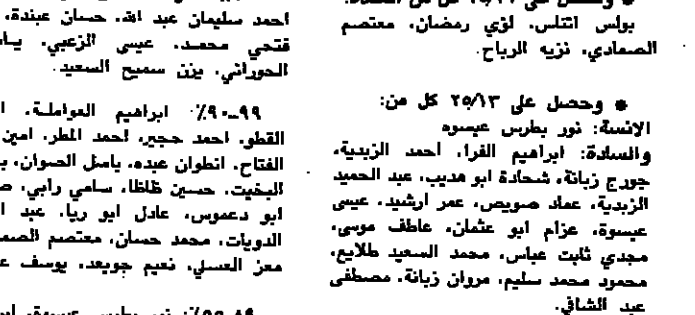 بولس انتاس، لؤي رمضان، معتصم
الصمادي، نزيه الرباح.
* وحصل على ٢٥/١٣ كل من:
الانسة: نور بطرس عيسوه
والسادة: ابراهيم الفرا، احمد الزبدية،
جورج زبانة، شحادة ابو هديب، عبد الحميد
الزبدية، عماد صويص، عمر ارشيد، عيسى
عيسوة، عزام ابو عثمان، عاطف موسى،
مجدي ثابت عباس، محمد السعيد طلايع،
محمود محمد سليم، مروان زبانة، مصطفى
عبد الشافي.
احمد سليمان عبد الله، حسان عبندة،
فتحي محمد، عيسى الزعبي،
الحوراني، يزن سميح السعيد.
٩٩-٩٠٪: ابراهيم العواملة،
القطو، احمد حجير، احمد المطر، امين
الفتاح، انطوان عبده، باسل الصوان،
البخيت، حسين ظاظا، سامي رابي،
ابو دعموس، عادل ابو ريا، عبد
الدويات، محمد حسان، معتصم
معز العسلي، نعيم جويعد، يوسف